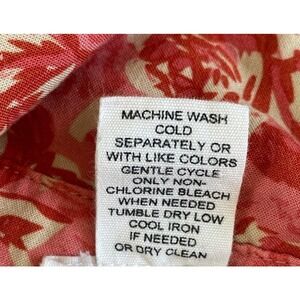 MACHINE WASH
COLD
SEPARATELY OR
WITH LIKE COLORS
GENTLE CYCLE
ONLY NON-
CHLORINE BLEACH
WHEN NEEDED
TUMBLE DRY LOW
COOL IRON
IF NEEDED
OR DRY CLEAN